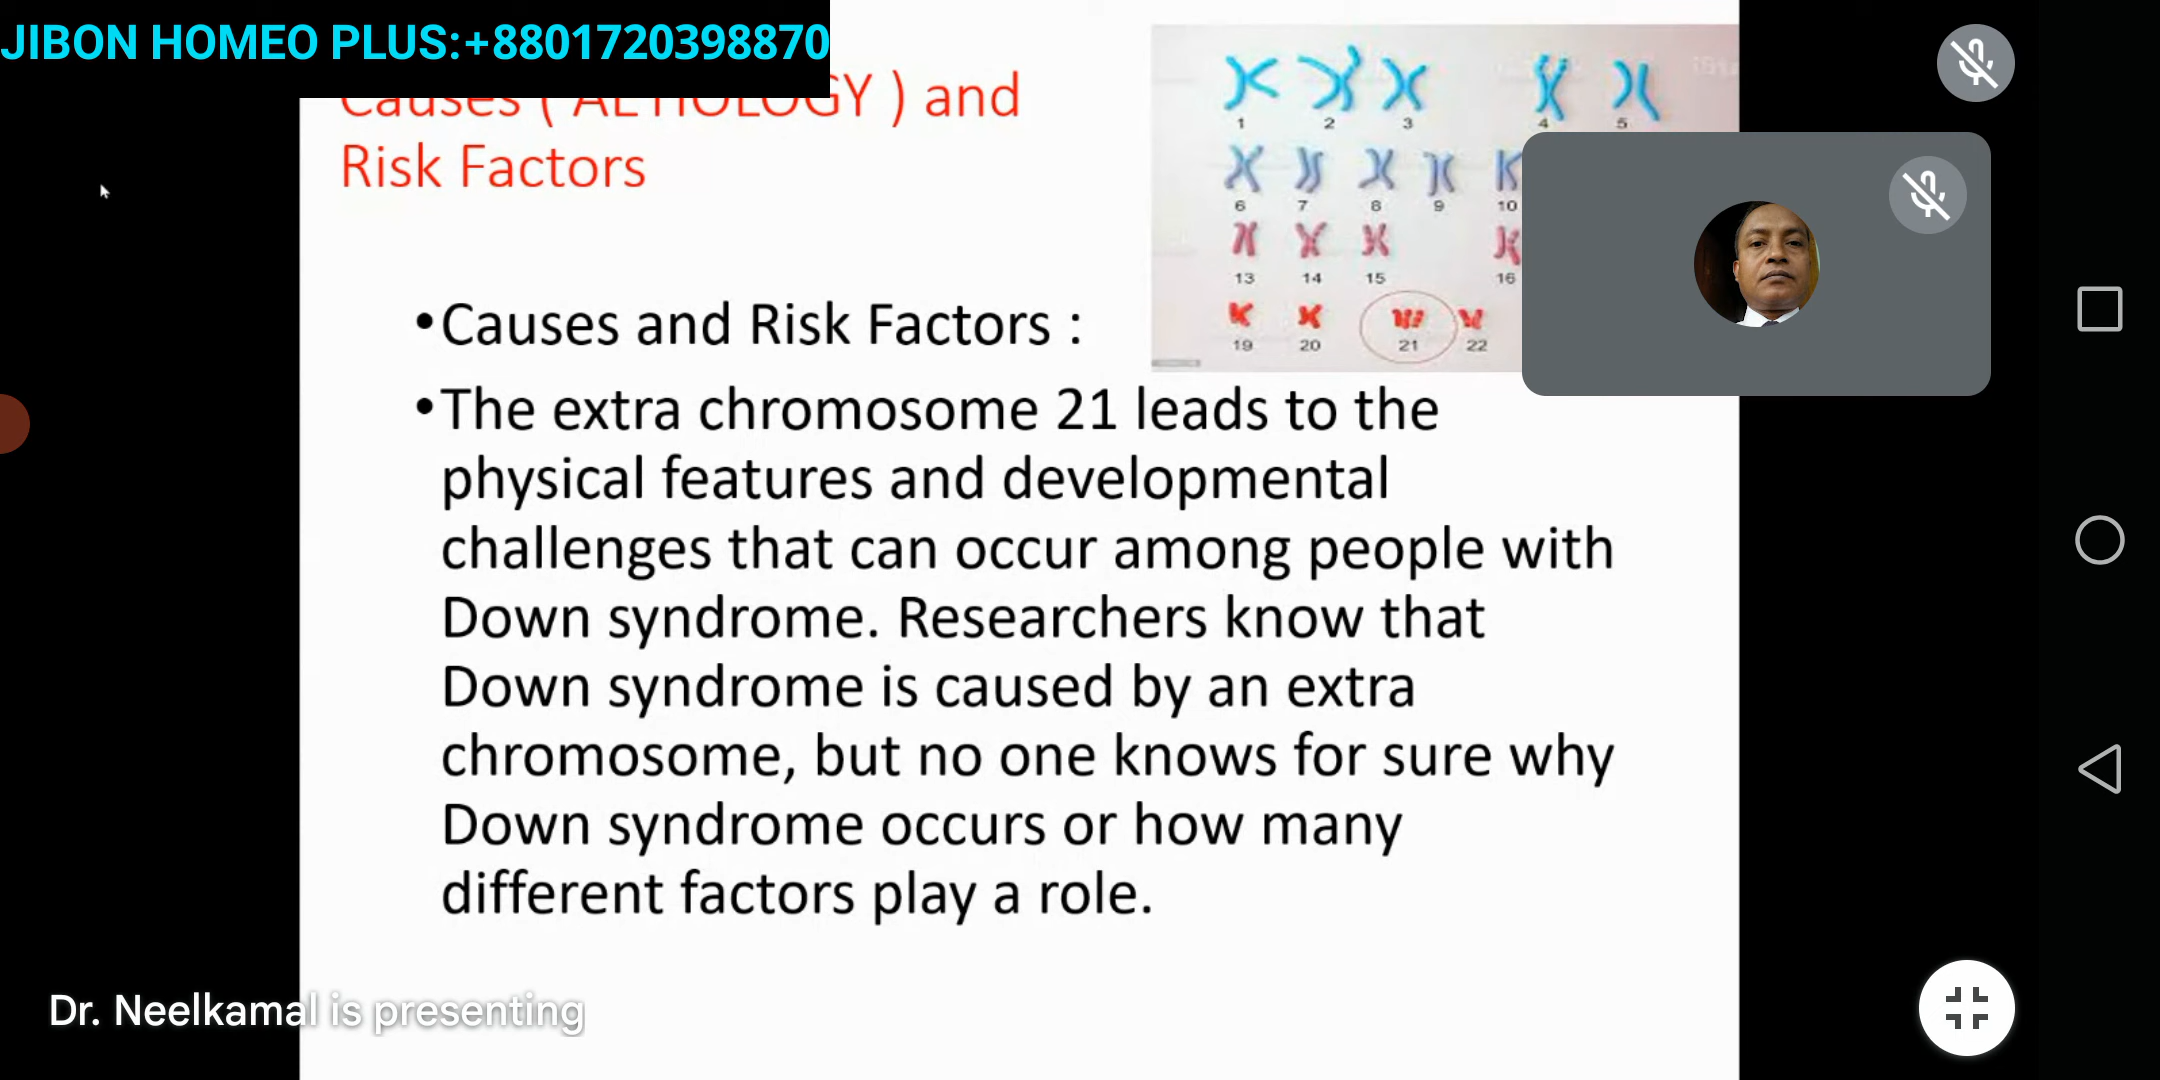 JIBON HOMEO PLUS:+8801720398870
Causes ( AETIOLOGY ) and
Risk Factors
1 2 3 4 5
6 7 8 9 10
13 14 15 16
19 20 21 22
•Causes and Risk Factors :
•The extra chromosome 21 leads to the
physical features and developmental
challenges that can occur among people with
Down syndrome. Researchers know that
Down syndrome is caused by an extra
chromosome, but no one knows for sure why
Down syndrome occurs or how many
different factors play a role.
Dr. Neelkamal is presenting